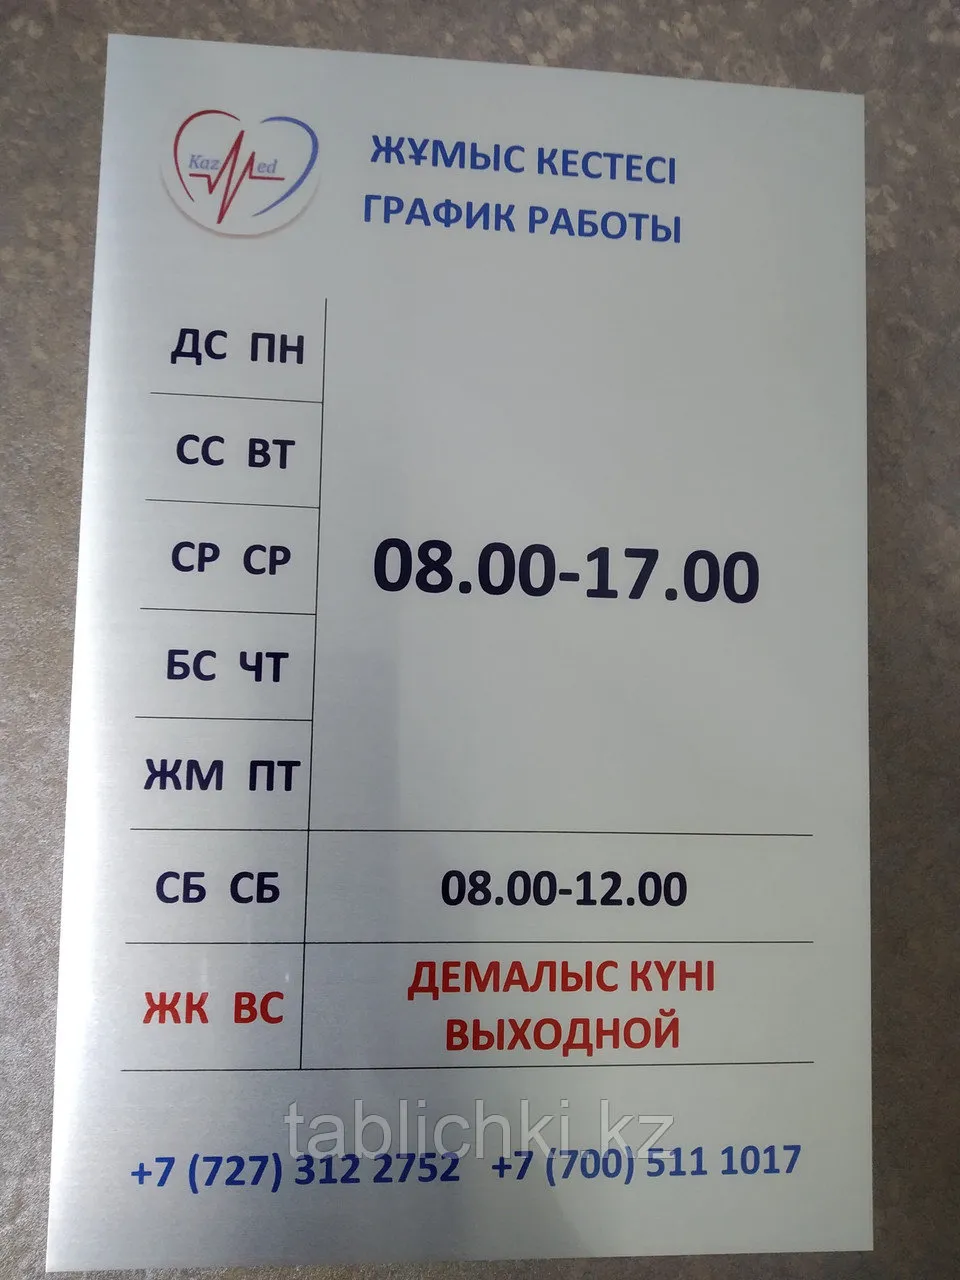 Kaz Med
ЖҰМЫС КЕСТЕСІ
ГРАФИК РАБОТЫ
ДС ПН
СС ВТ
СР СР
08.00-17.00
БС ЧТ
ЖМ ПТ
СБ СБ
08.00-12.00
ЖК ВС
ДЕМАЛЫС КҮНІ
ВЫХОДНОЙ
tablichki.kz
+7 (727) 312 2752 +7 (700) 511 1017